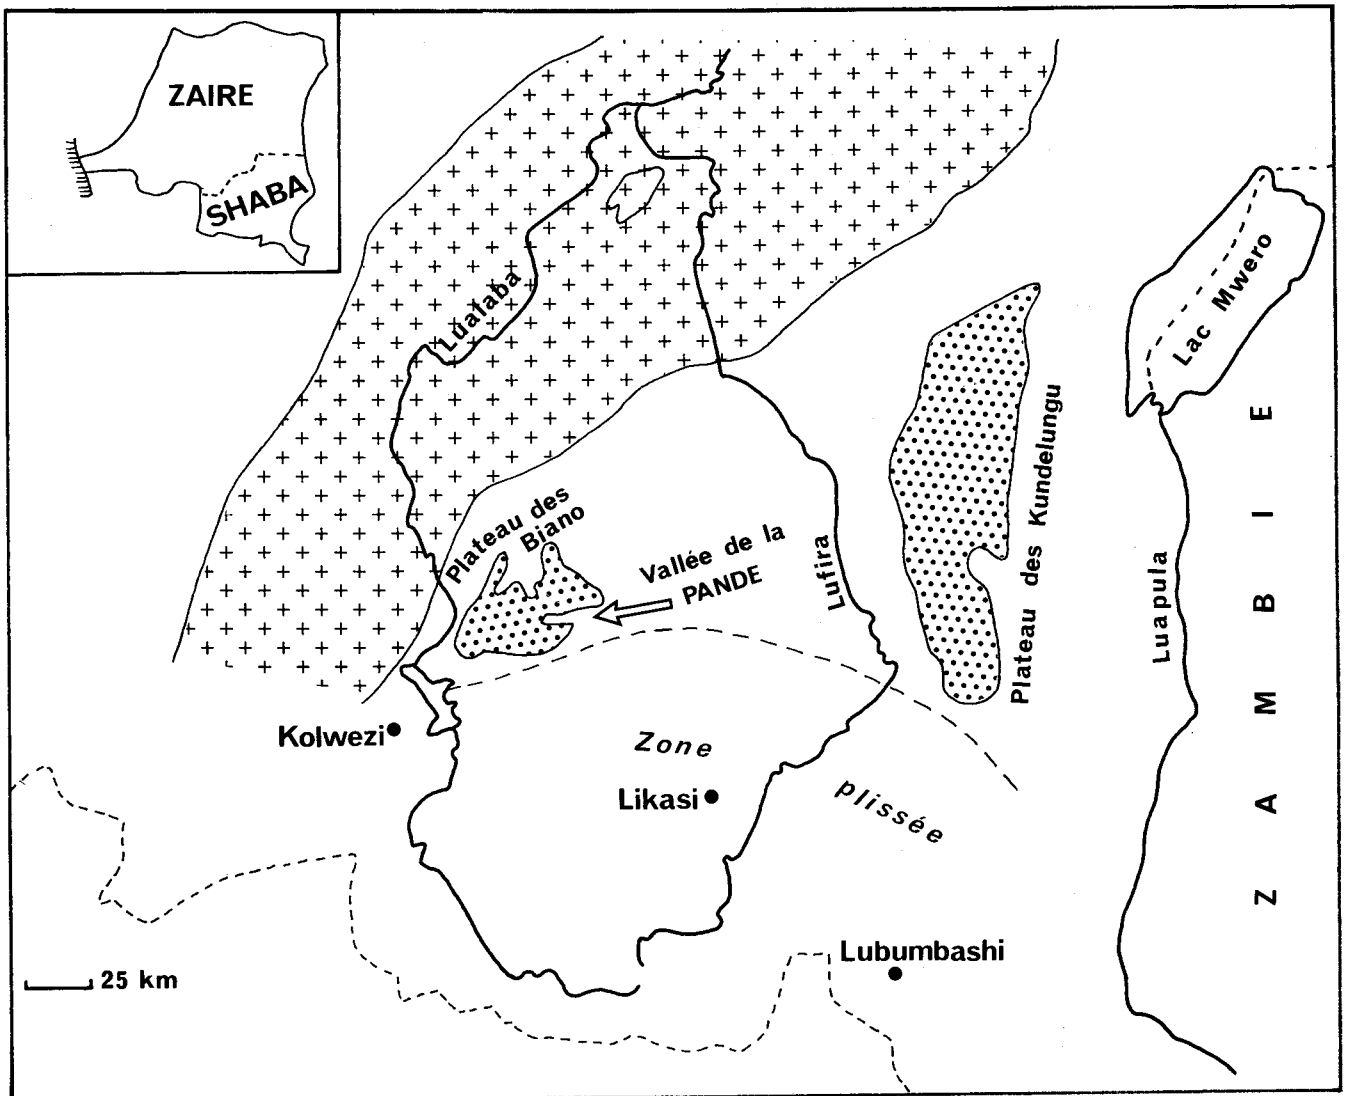 ZAIRE
SHABA
Lualaba
Lac Mwero
Plateau des
Biano
Vallée de la
PANDE
Lufira
Plateau des Kundelungu
Luapula
ZAMBIE
Kolwezi
Zone
plissée
Likasi
Lubumbashi
25 km